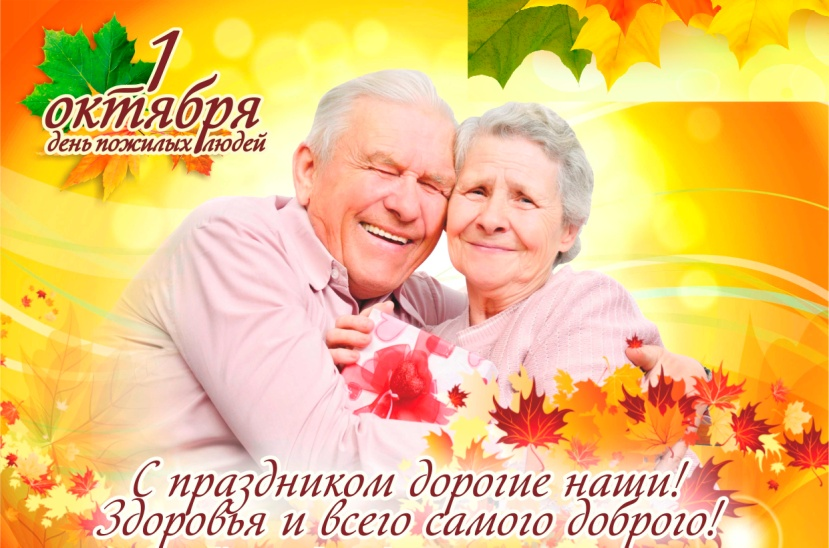 1
октября
день пожилых людей
С праздником дорогие наши!
Здоровья и всего самого доброго!